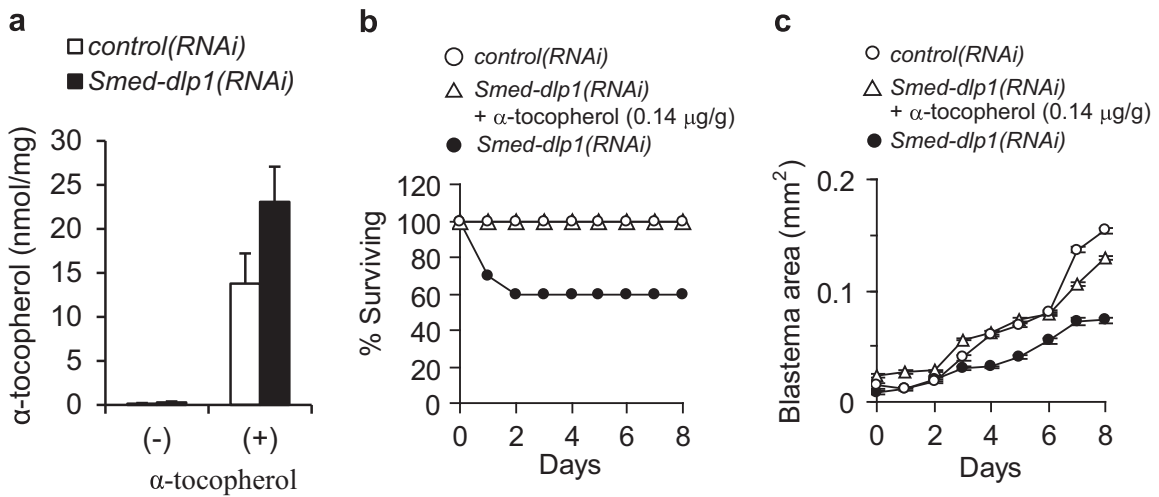 a
control(RNAi)
Smed-dlp1(RNAi)
α-tocopherol (nmol/mg)
30
25
20
15
10
5
0
(-)
(+)
α-tocopherol
b
control(RNAi)
Smed-dlp1(RNAi)
+ α-tocopherol (0.14 μg/g)
Smed-dlp1(RNAi)
% Surviving
120
100
80
60
40
20
0
0
2
4
6
8
Days
c
control(RNAi)
Smed-dlp1(RNAi)
+ α-tocopherol (0.14 μg/g)
Smed-dlp1(RNAi)
Blastema area (mm²)
0.2
0.1
0
0
2
4
6
8
Days